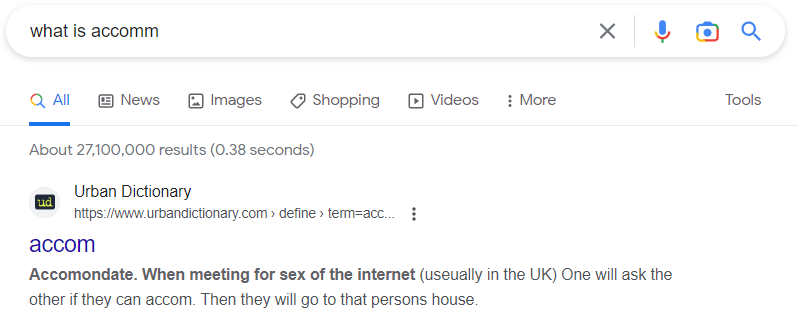 what is accomm
All News Images Shopping Videos More Tools
About 27,100,000 results (0.38 seconds)
ud Urban Dictionary
https://www.urbandictionary.com › define › term=acc...
accom
Accomondate. When meeting for sex of the internet (useually in the UK) One will ask the
other if they can accom. Then they will go to that persons house.